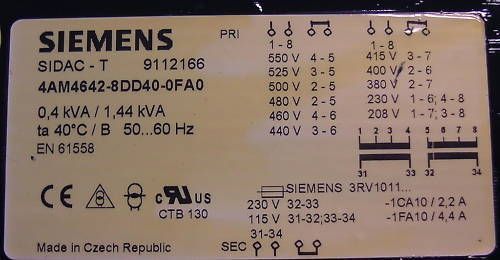 SIEMENS
SIDAC - T 9112166
4AM4642-8DD40-0FA0
0,4 kVA / 1,44 kVA
ta 40°C / B 50...60 Hz
EN 61558
PRI
1 - 8
550 V 4 - 5
525 V 3 - 5
500 V 2 - 5
480 V 2 - 5
460 V 4 - 6
440 V 3 - 6
1 - 8
415 V 3 - 7
400 V 2 - 6
380 V 2 - 7
230 V 1 - 6; 4 - 8
208 V 1 - 7; 3 - 8
1 2 3 4 5 6 7 8
31 33 32 34
CE
c UR US
CTB 130
SIEMENS 3RV1011...
230 V 32-33 -1CA10 / 2,2 A
115 V 31-32;33-34 -1FA10 / 4,4 A
31-34
SEC
Made in Czech Republic